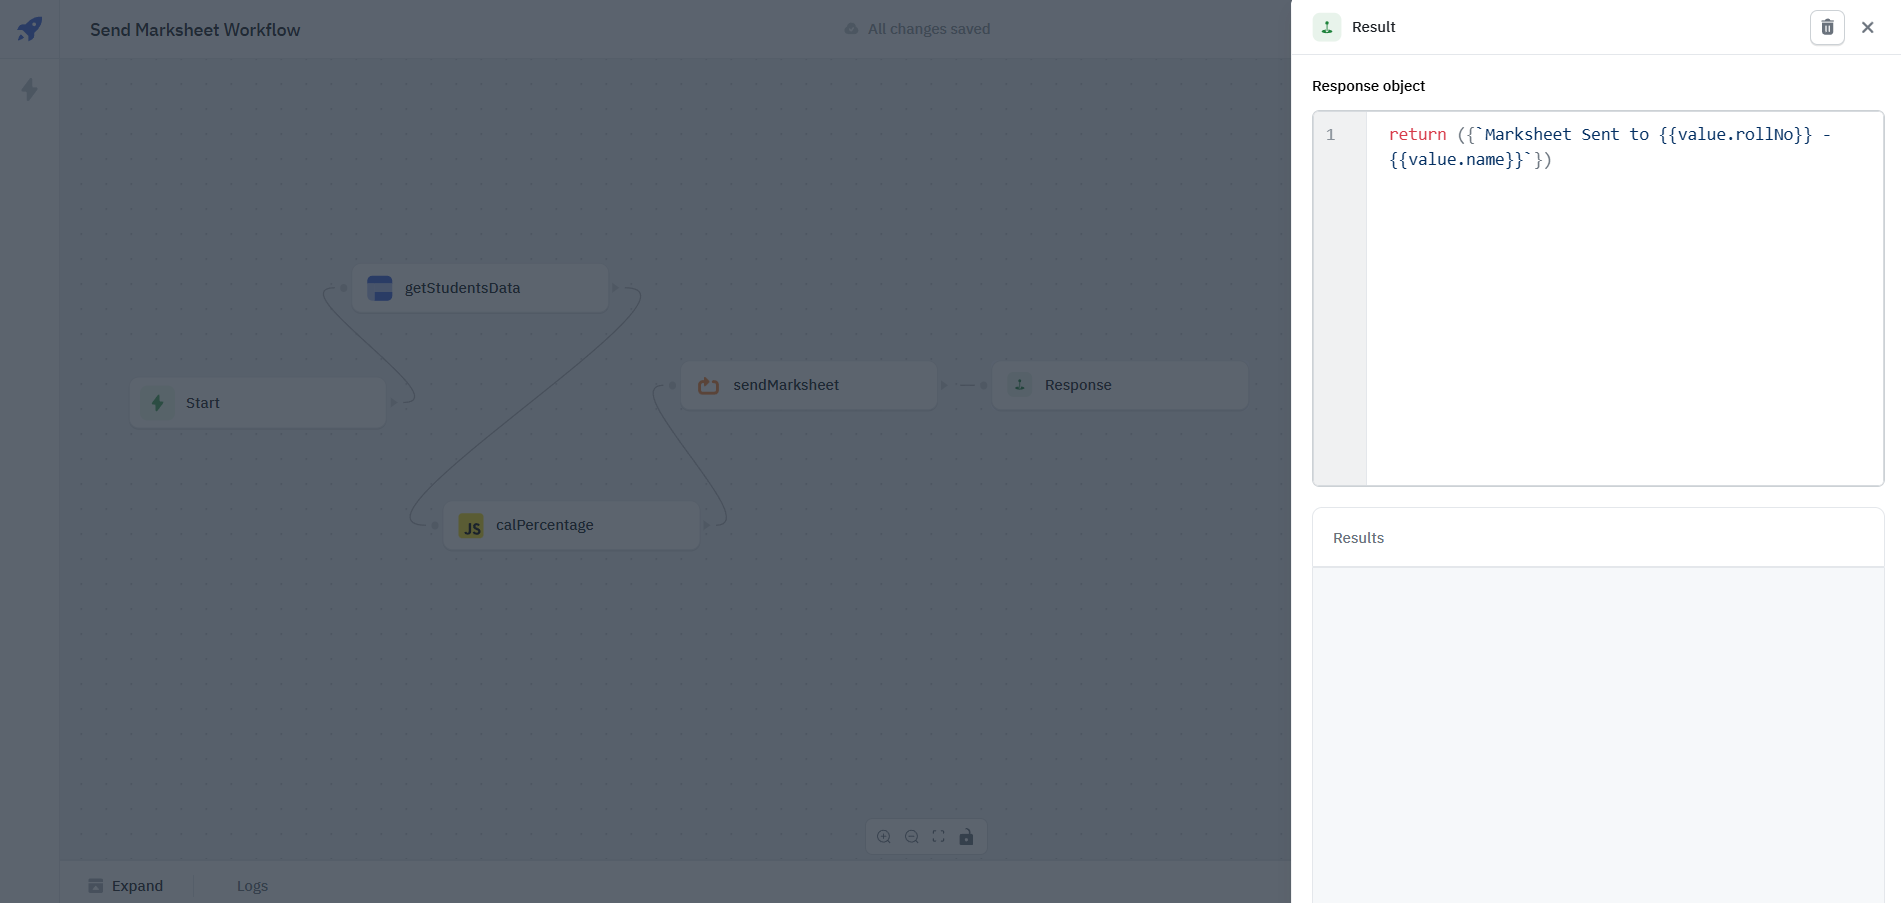 Send Marksheet Workflow
All changes saved
getStudentsData
Start
sendMarksheet
Response
JS calPercentage
Expand
Logs
Result
Response object
1 return ({`Marksheet Sent to {{value.rollNo}} -
{{value.name}}`})
Results